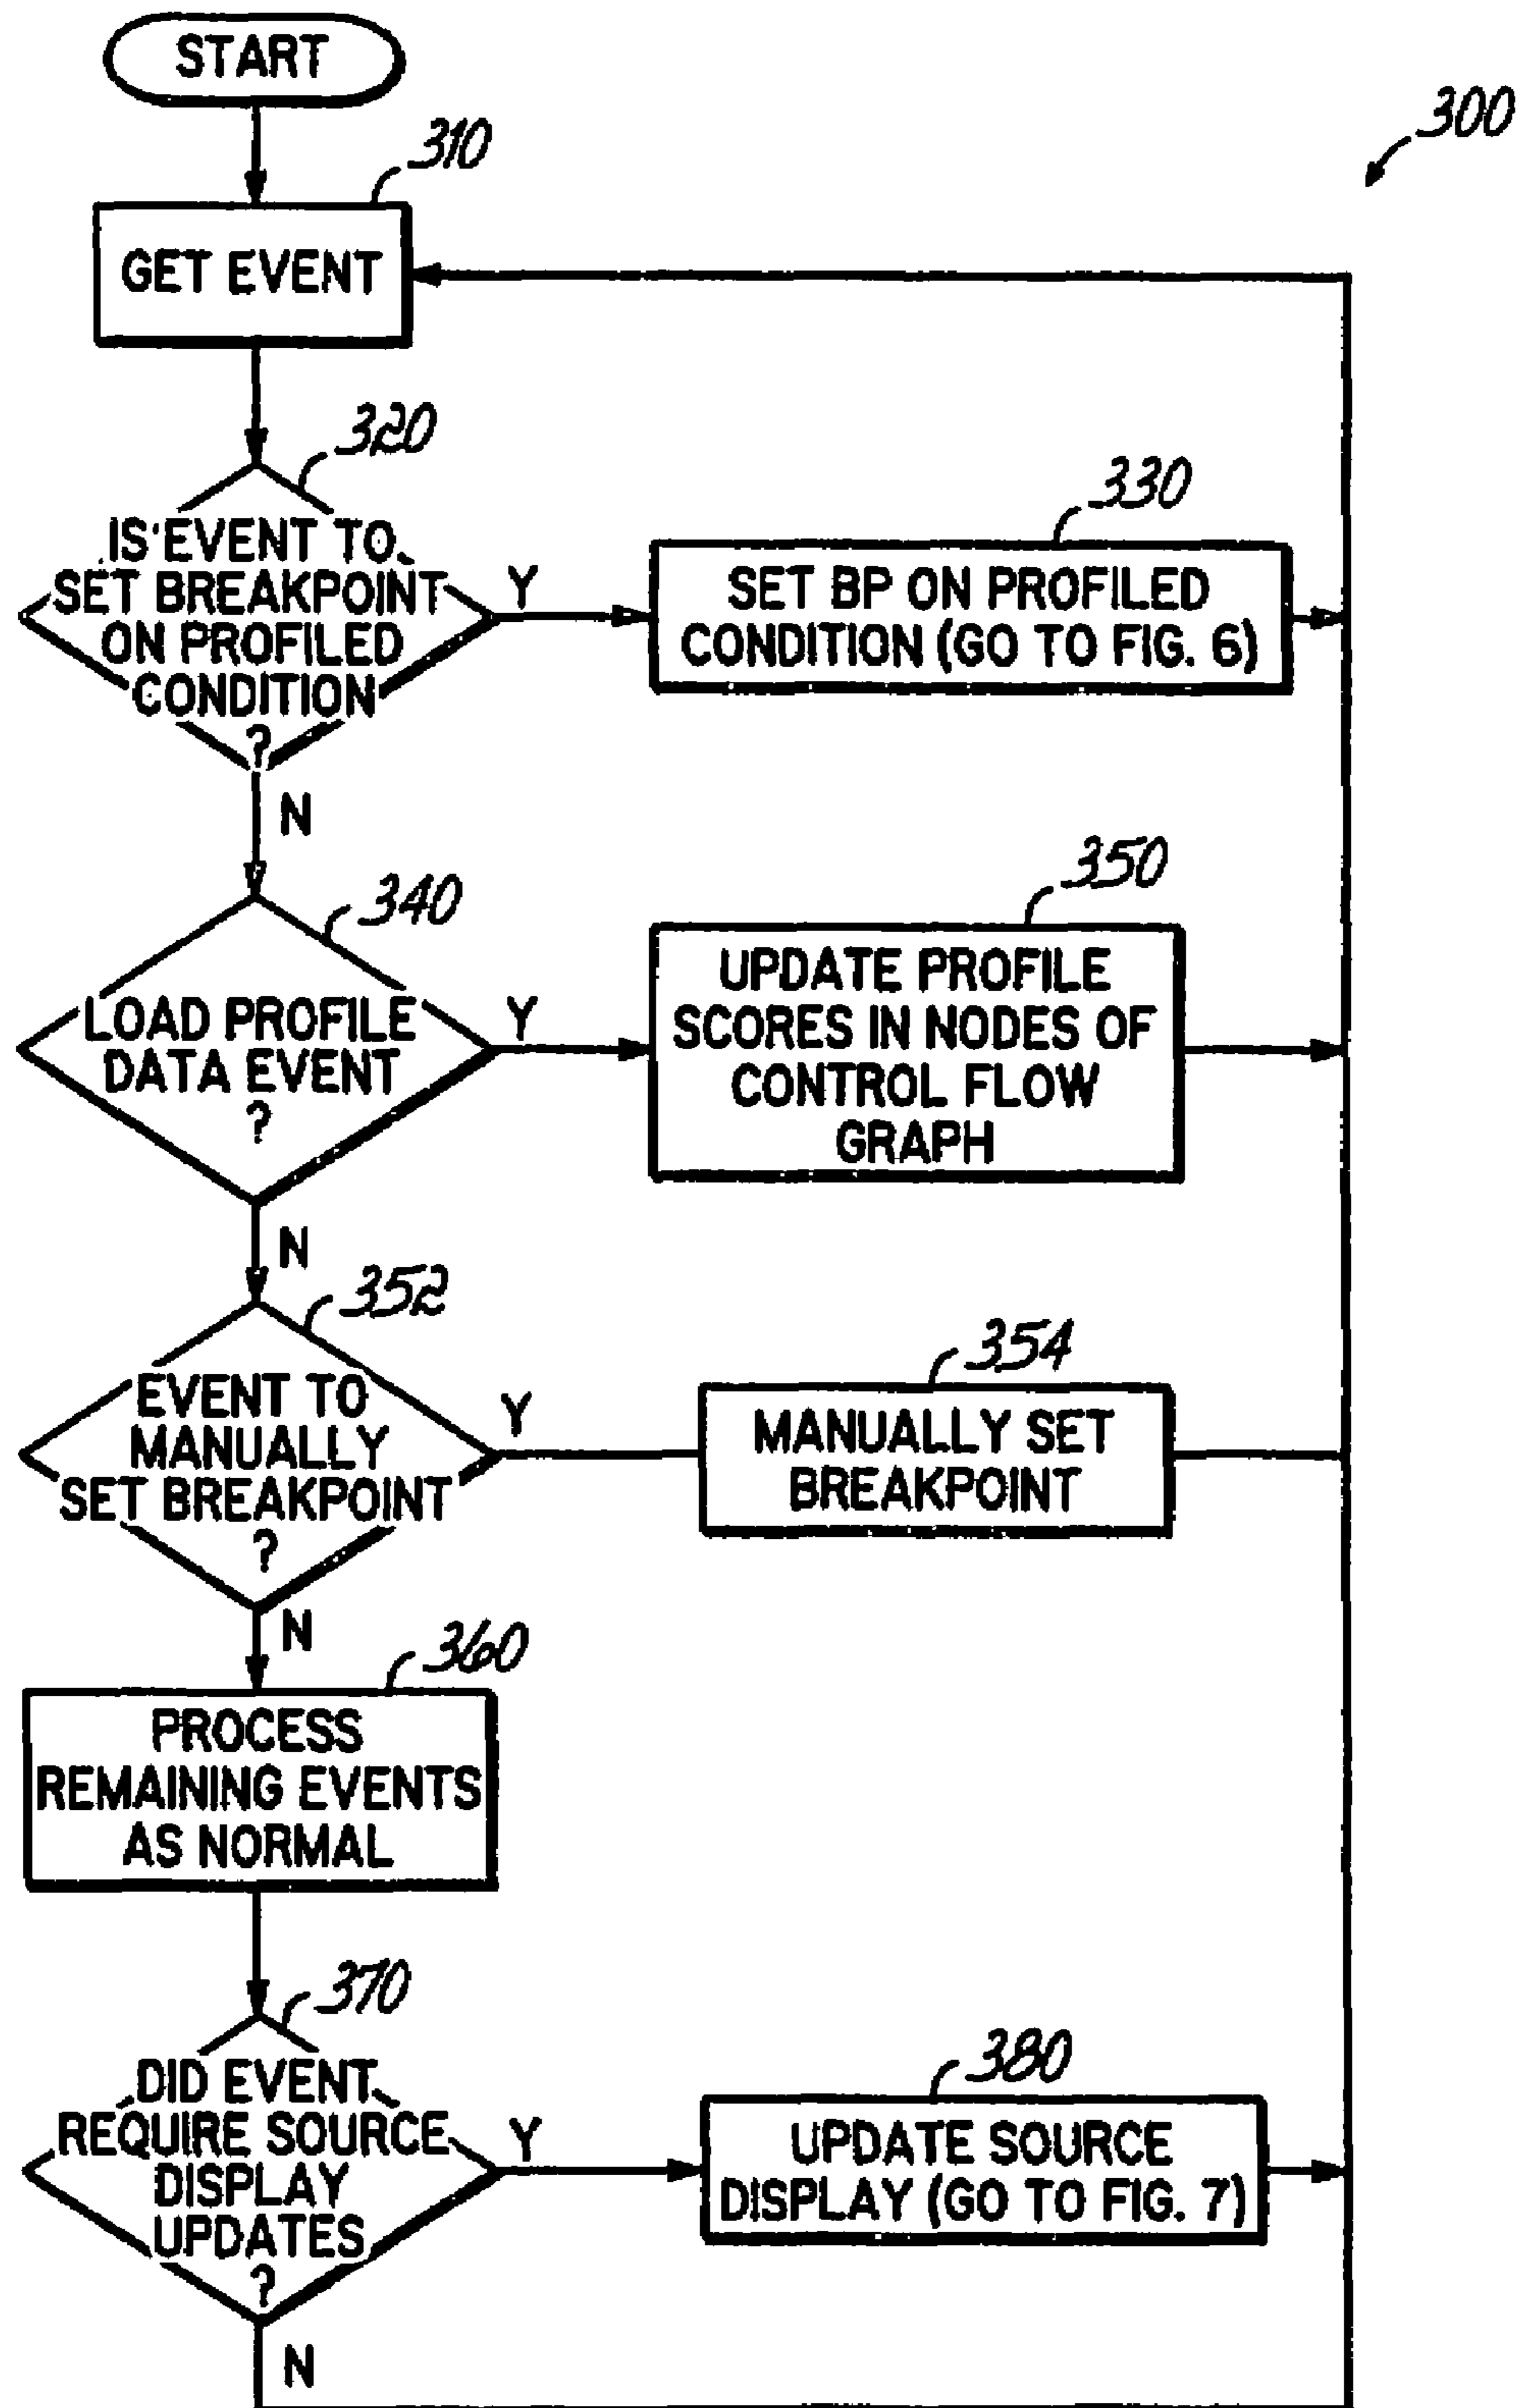 START
300
310
GET EVENT
320
IS EVENT TO
SET BREAKPOINT
ON PROFILED
CONDITION
?
Y
330
SET BP ON PROFILED
CONDITION (GO TO FIG. 6)
N
340
LOAD PROFILE
DATA EVENT
?
Y
350
UPDATE PROFILE
SCORES IN NODES OF
CONTROL FLOW
GRAPH
N
352
EVENT TO
MANUALLY
SET BREAKPOINT
?
Y
354
MANUALLY SET
BREAKPOINT
N
360
PROCESS
REMAINING EVENTS
AS NORMAL
370
DID EVENT
REQUIRE SOURCE
DISPLAY
UPDATES
?
Y
380
UPDATE SOURCE
DISPLAY (GO TO FIG. 7)
N